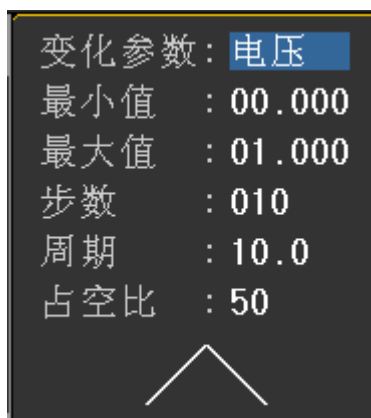 变化参数：电压
最小值 ：00.000
最大值 ：01.000
步数 ：010
周期 ：10.0
占空比 ：50